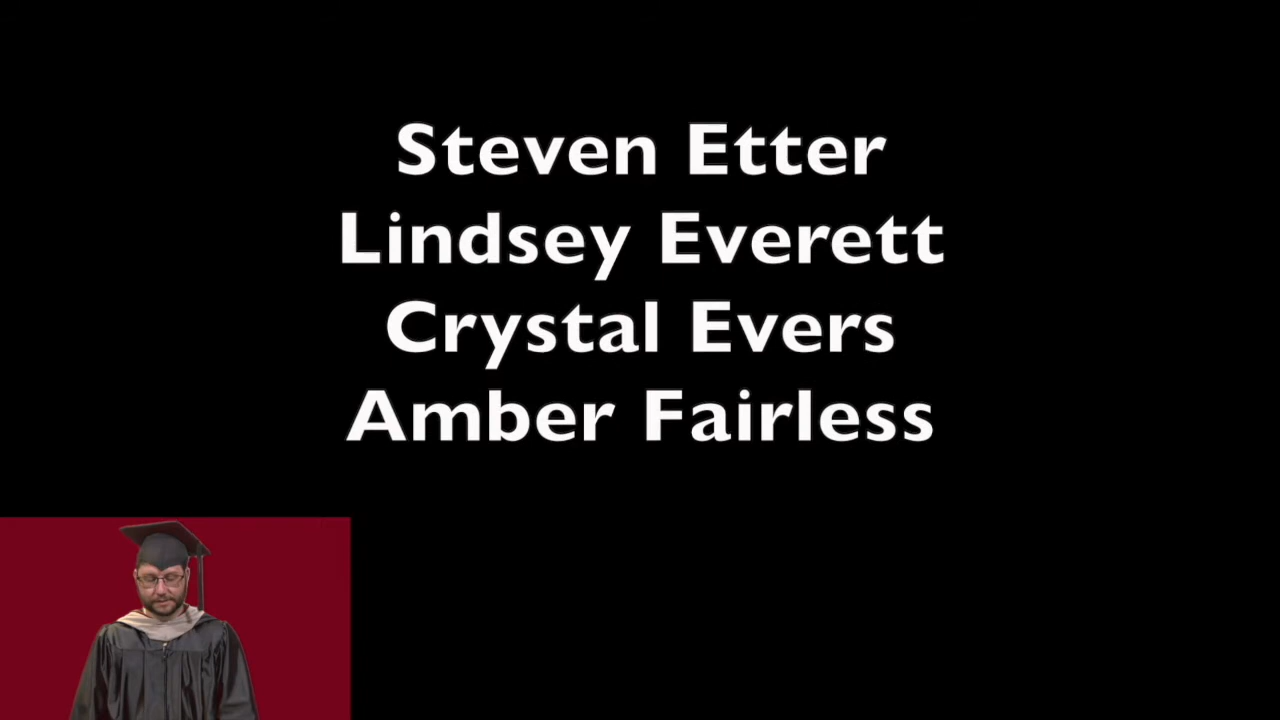 Steven Etter
Lindsey Everett
Crystal Evers
Amber Fairless